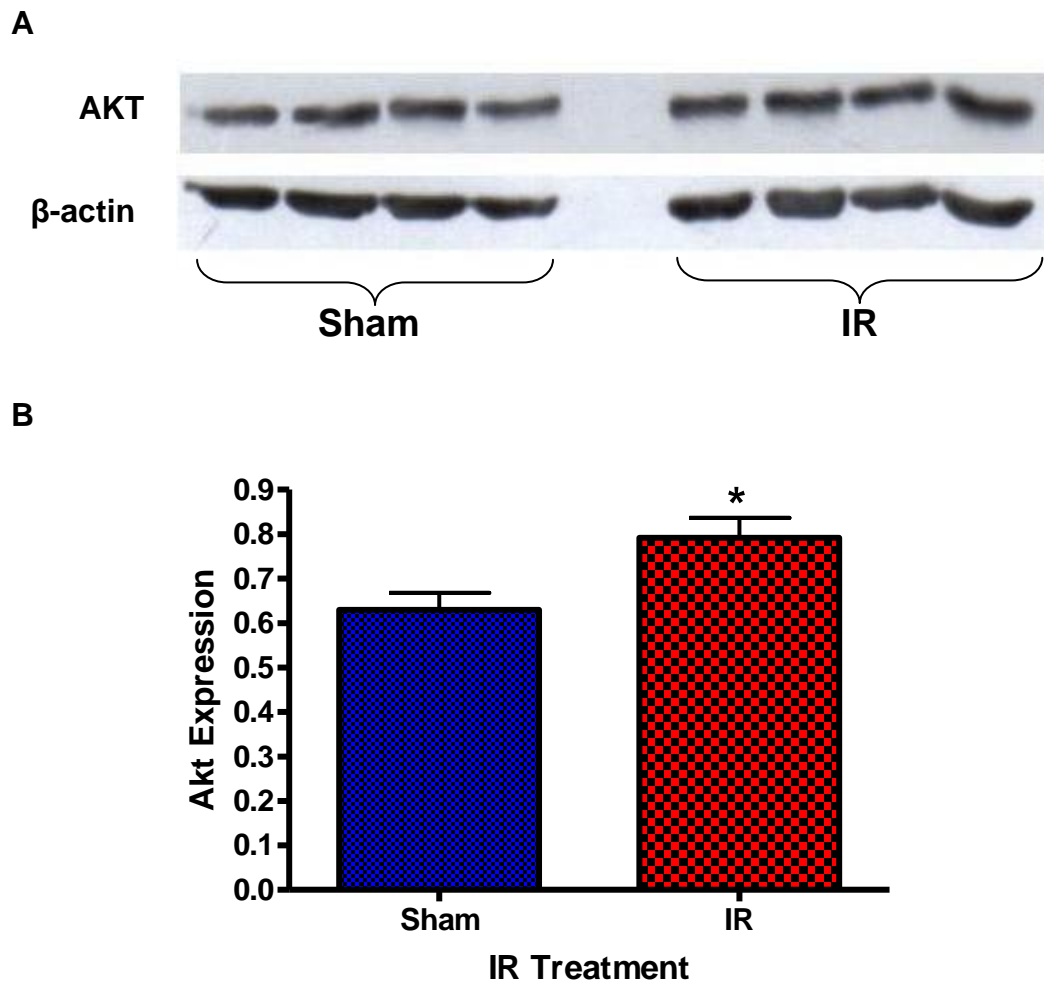 A
AKT
β-actin
Sham IR
B
*
0.9
0.8
0.7
0.6
0.5
0.4
0.3
0.2
0.1
0.0
Akt Expression
Sham IR
IR Treatment